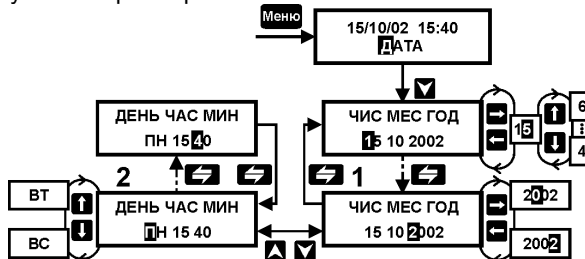 Меню
15/10/02 15:40
ДАТА
ДЕНЬ ЧАС МИН
ПН 15 40
ЧИС МЕС ГОД
15 10 2002
15
6
4
2
1
ВТ
ВС
ДЕНЬ ЧАС МИН
ПН 15 40
ЧИС МЕС ГОД
15 10 2002
2002
2002